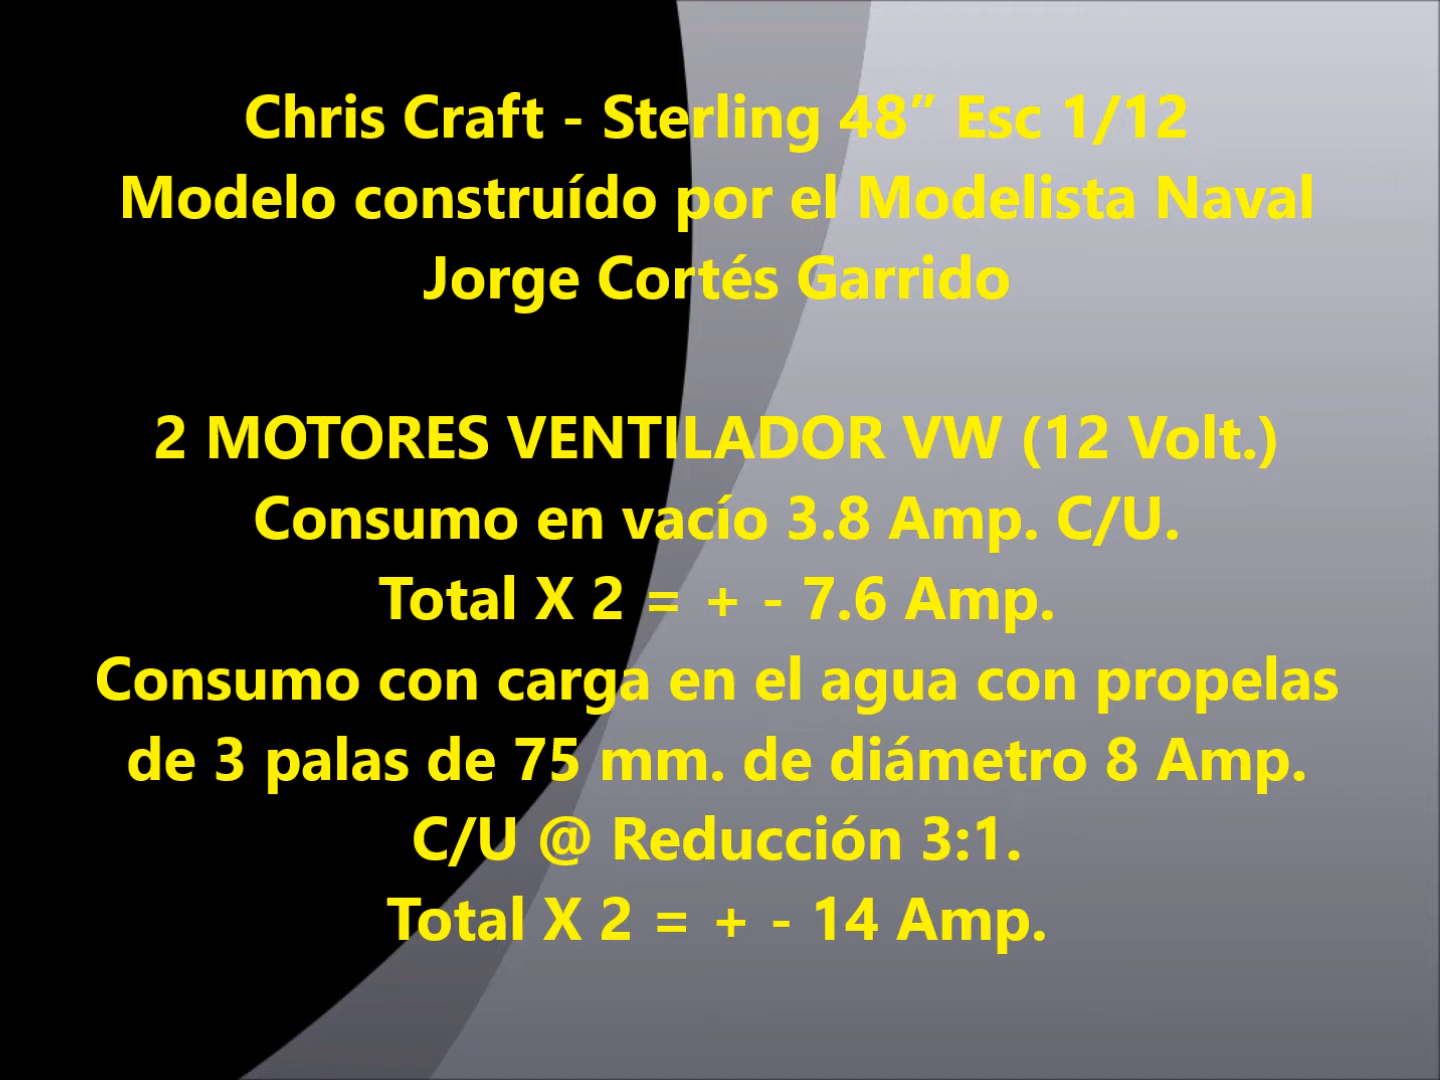 Chris Craft - Sterling 48” Esc 1/12
Modelo construído por el Modelista Naval
Jorge Cortés Garrido
2 MOTORES VENTILADOR VW (12 Volt.)
Consumo en vacío 3.8 Amp. C/U.
Total X 2 = + - 7.6 Amp.
Consumo con carga en el agua con propelas
de 3 palas de 75 mm. de diámetro 8 Amp.
C/U @ Reducción 3:1.
Total X 2 = + - 14 Amp.